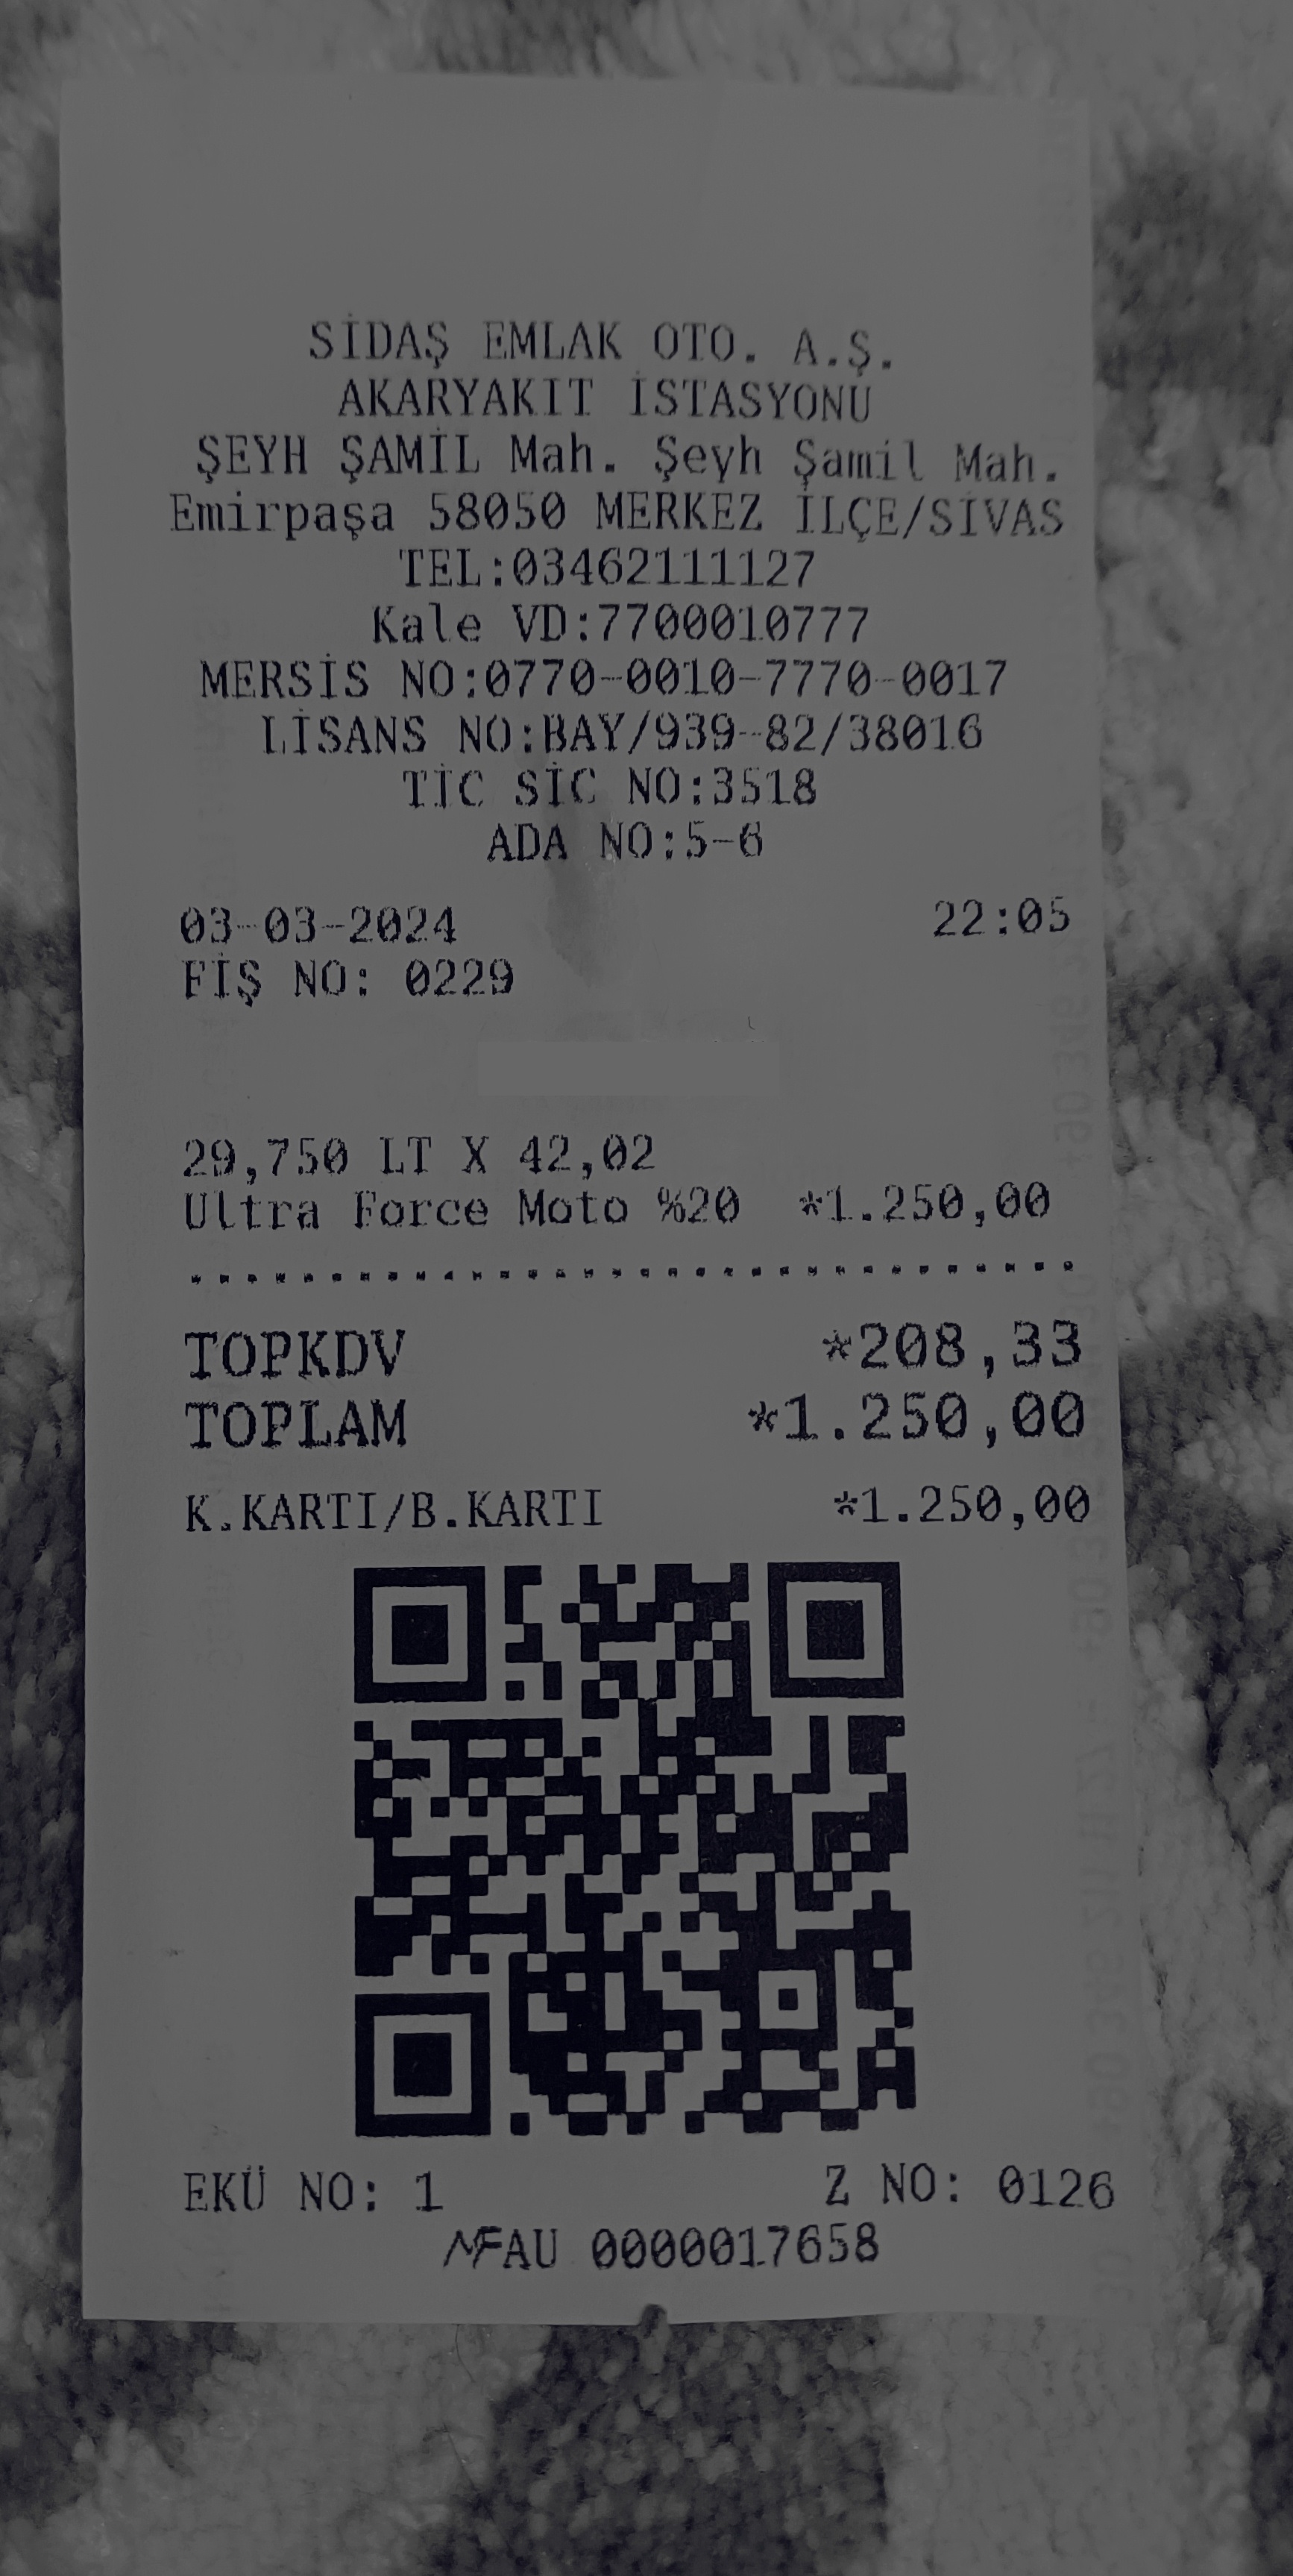 SİDAŞ EMLAK OTO. A.Ş.
AKARYAKIT İSTASYONU
ŞEYH ŞAMİL Mah. Şeyh Şamil Mah.
Emirpaşa 58050 MERKEZ İLÇE/SİVAS
TEL:03462111127
Kale VD:7700010777
MERSİS NO:0770-0010-7770-0017
LİSANS NO:BAY/939-82/38016
TİC SİC NO:3518
ADA NO:5-6
03-03-2024 22:05
FİŞ NO: 0229
29,750 LT X 42,02
Ultra Force Moto %20 *1.250,00
TOPKDV *208,33
TOPLAM *1.250,00
K.KARTI/B.KARTI *1.250,00
EKÜ NO: 1 Z NO: 0126
MF AU 0000017658